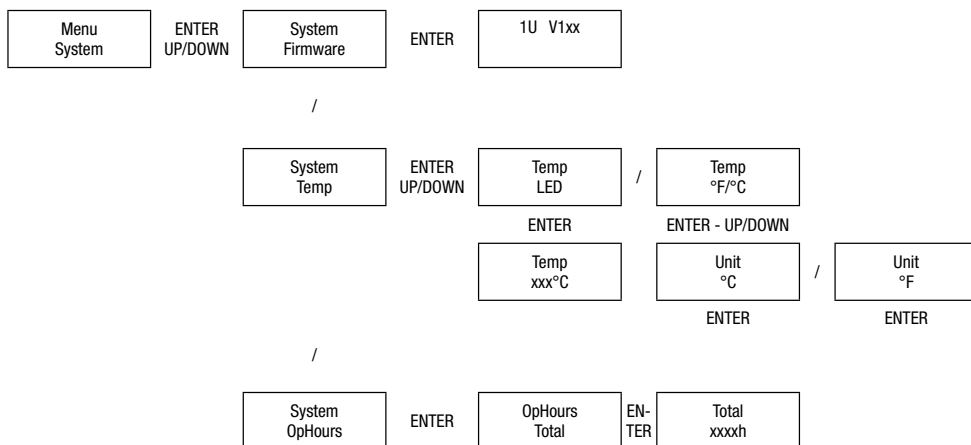 Menu
System
ENTER
UP/DOWN
System
Firmware
ENTER
1U V1xx
/
System
Temp
ENTER
UP/DOWN
Temp
LED
/
Temp
°F/°C
ENTER
ENTER - UP/DOWN
Temp
xxx°C
Unit
°C
/
Unit
°F
ENTER
ENTER
/
System
OpHours
ENTER
OpHours
Total
EN-
TER
Total
xxxxh